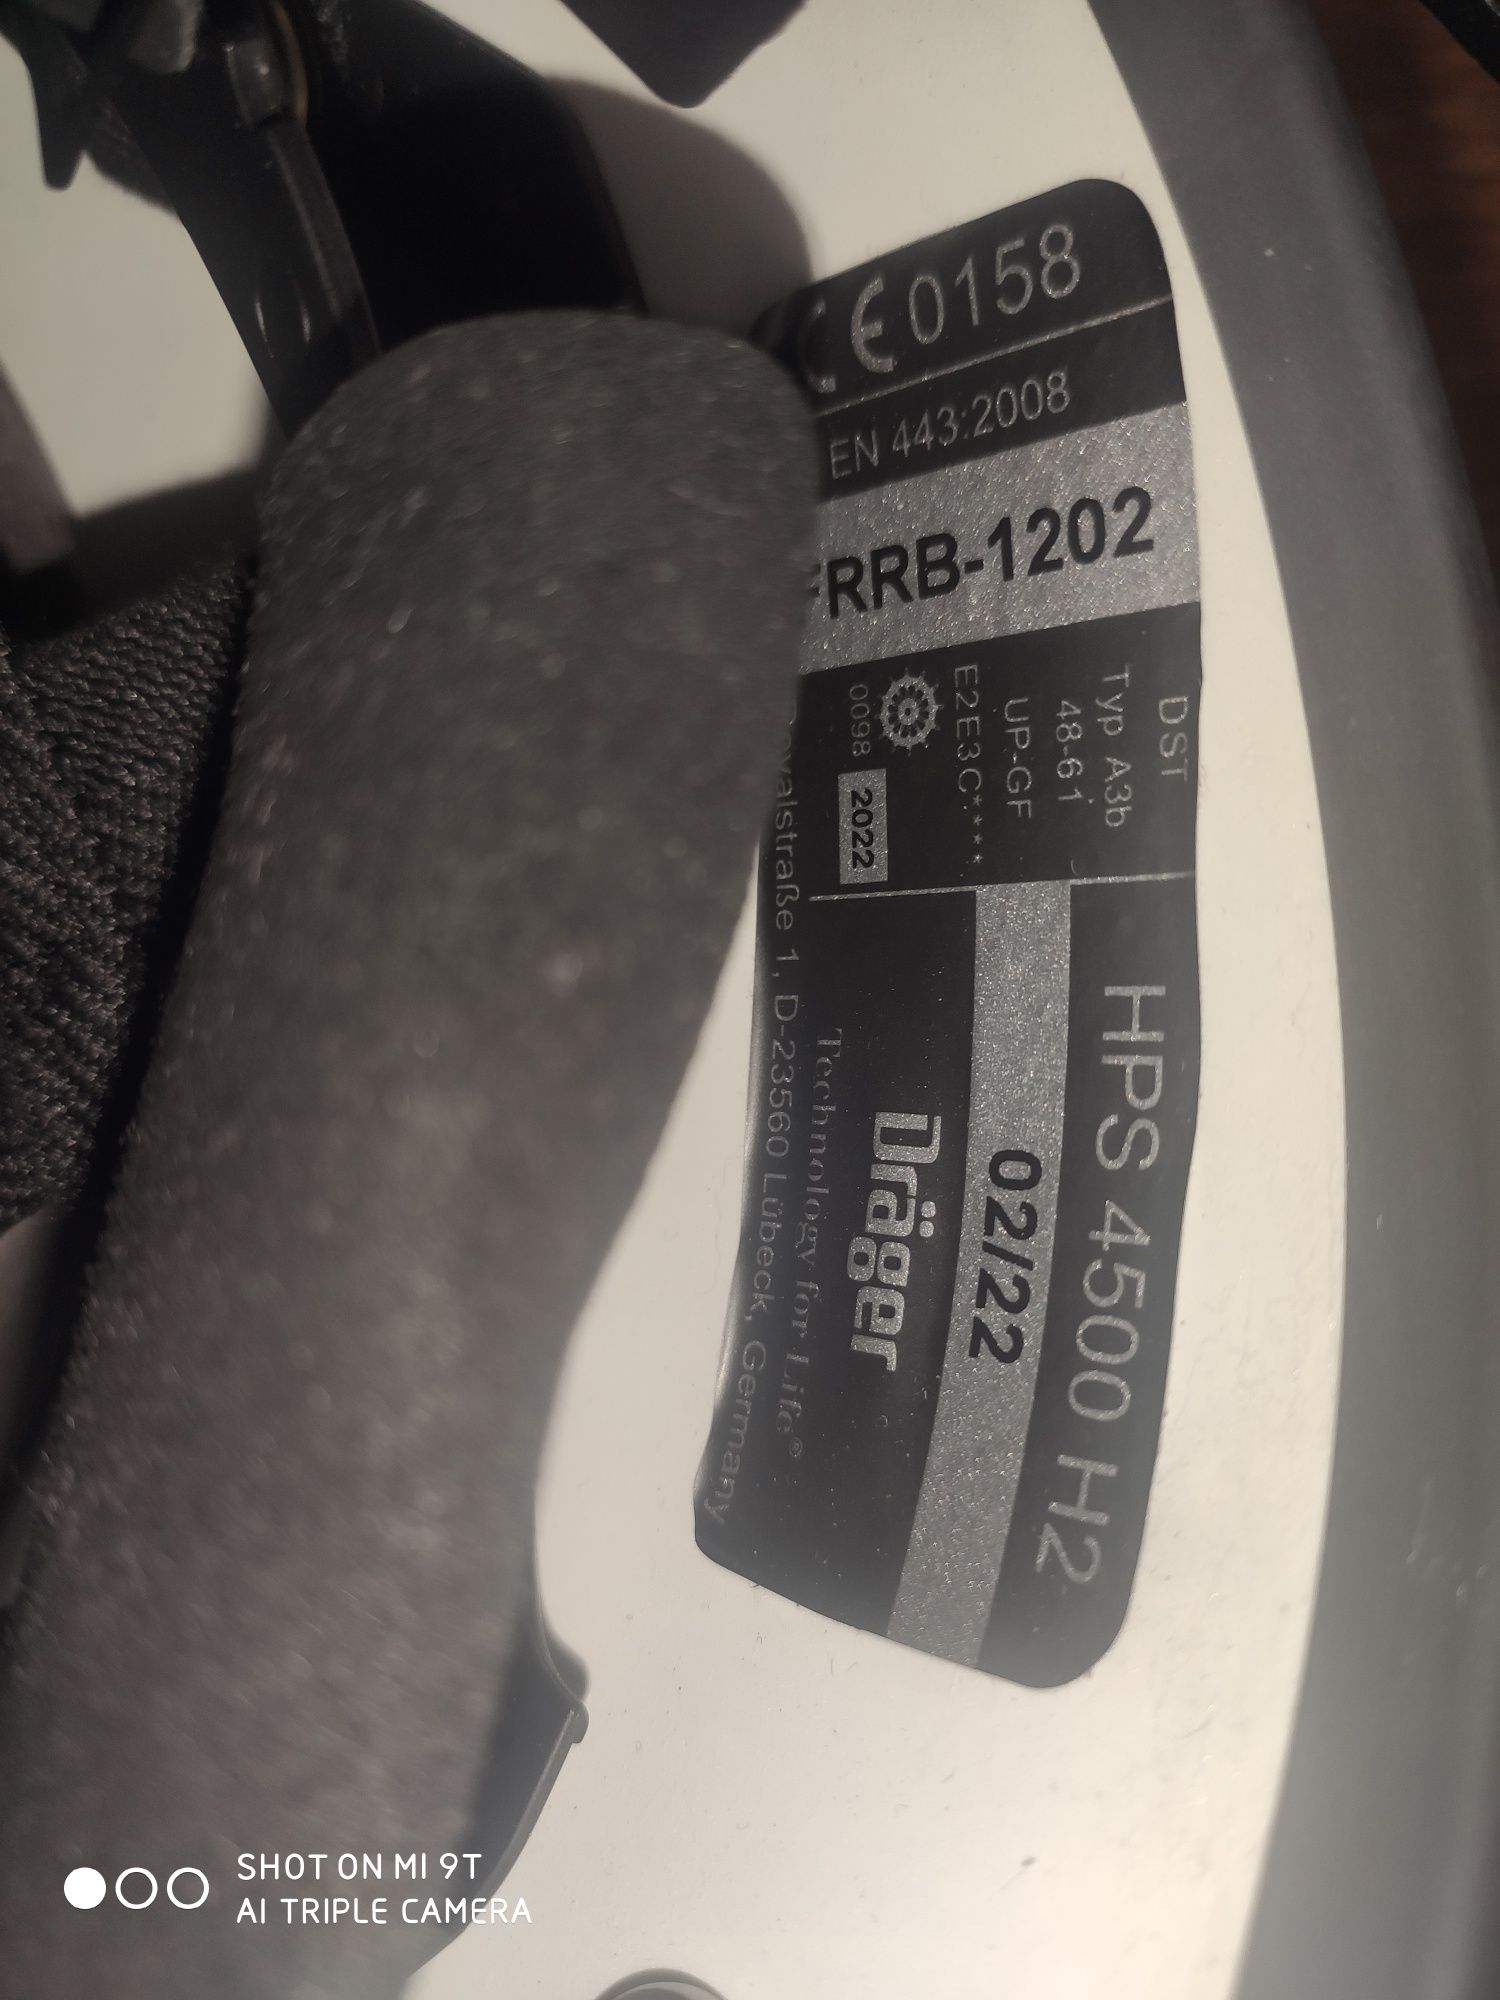 CE 0158
EN 443:2008
FRRB-1202
DST
Typ A3b
48-61
UP-GF
E2E3C****
0098 2022
HPS 4500 H2
02/22
Dräger
Technology for Life®
1, D-23560 Lübeck, Germany
SHOT ON MI 9T
AI TRIPLE CAMERA